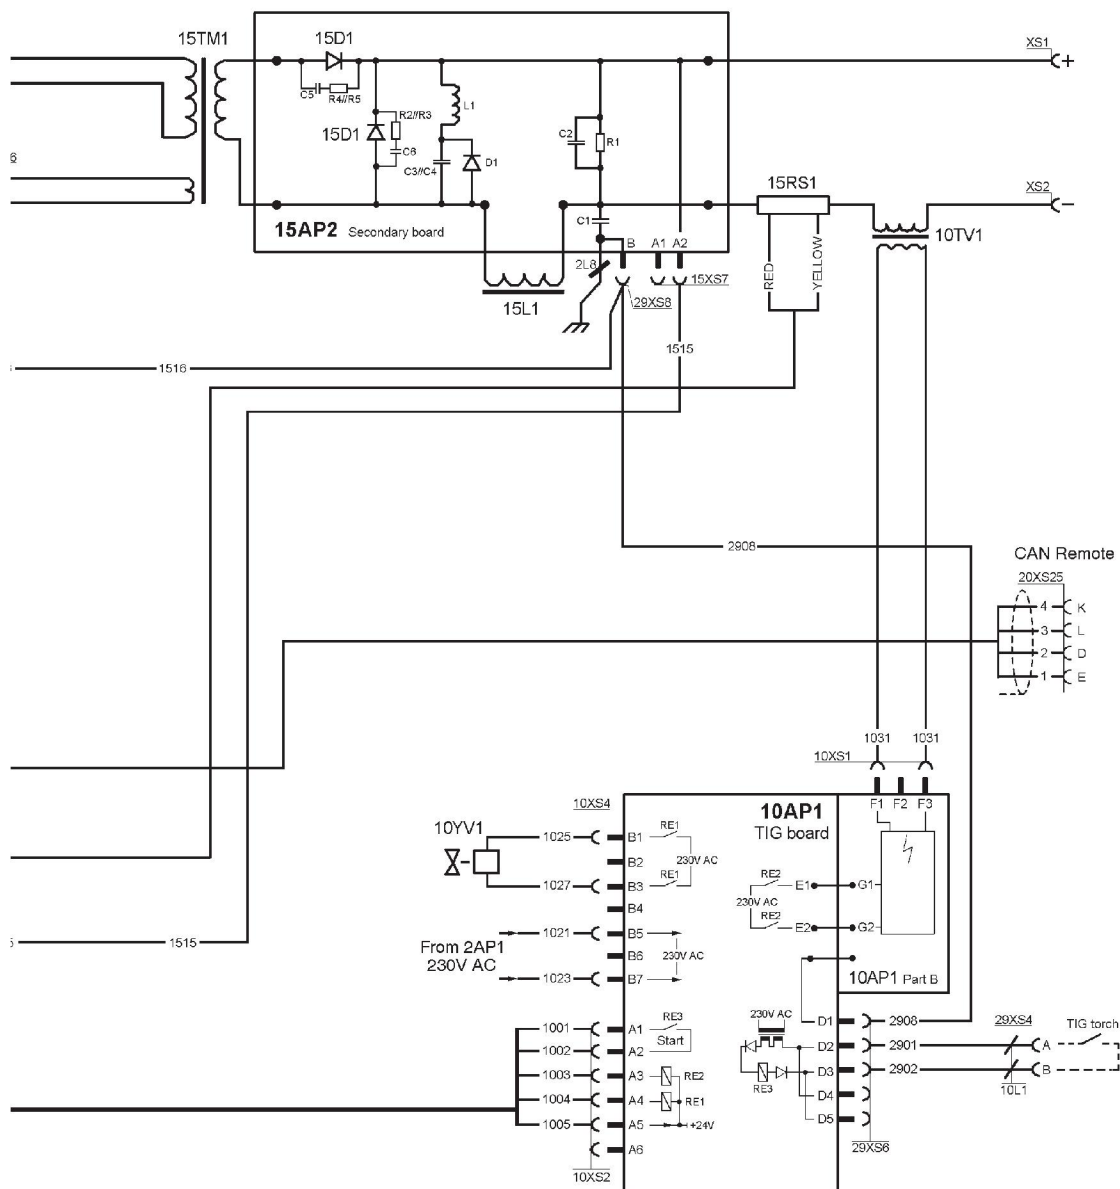 15TM1
15D1
XS1
+
C5
R4//R5
R2//R3
15D1
C6
L1
C3//C4
D1
C2
R1
15RS1
XS2
–
15AP2 Secondary board
C1
B A1 A2
2L8
15XS7
29XS8
15L1
RED
YELLOW
10TV1
1516
1515
2908
CAN Remote
20XS25
4 K
3 L
2 D
1 E
1031 1031
10XS1
F1 F2 F3
10XS4
10AP1
TIG board
10YV1
1025 B1 RE1
B2 230V AC
1027 B3 RE1
B4
RE2 E1 G1
230V AC
RE2 E2 G2
1515
From 2AP1
230V AC
1021 B5
B6 230V AC
1023 B7
10AP1 Part B
1001 A1 RE3
Start
1002 A2
1003 A3 RE2
1004 A4 RE1
1005 A5 +24V
A6
10XS2
230V AC
RE3
D1 2908
D2 2901
D3 2902
D4
D5
29XS6
29XS4
A
B
10L1
TIG torch